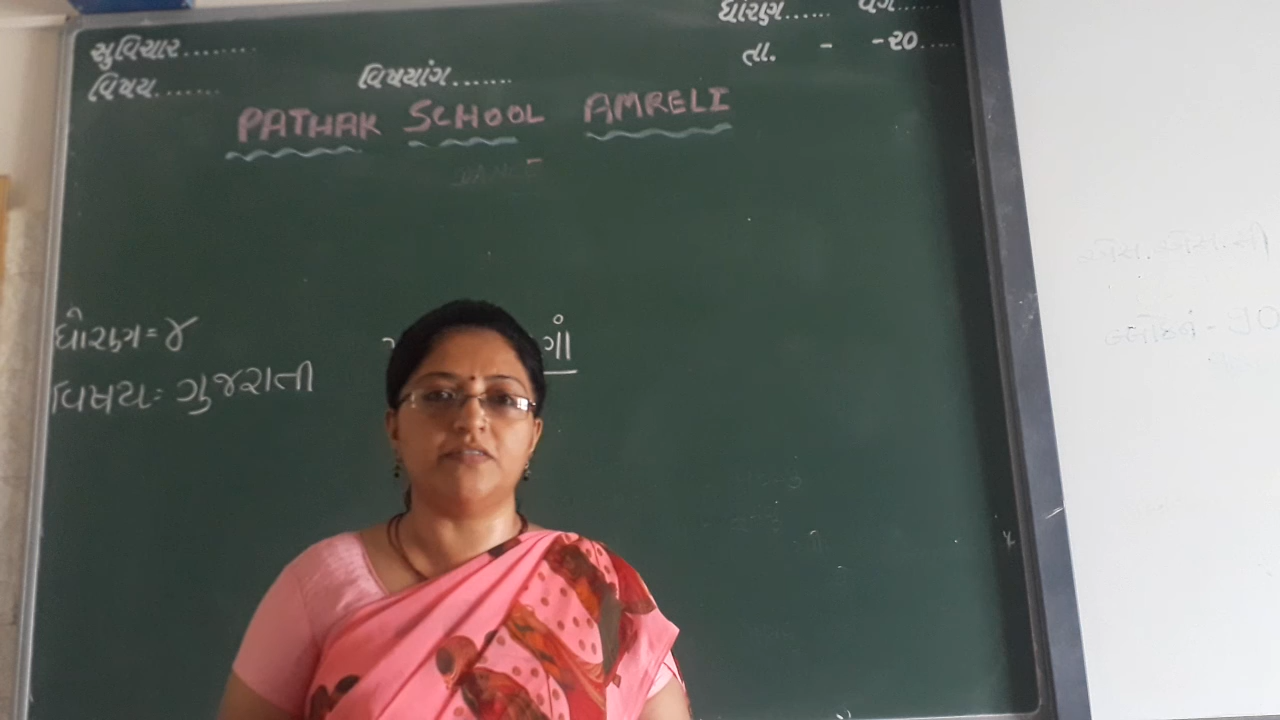 ધોરણ...... વર્ગ......
સુવિચાર........ તા. - -૨૦....
વિષય...... વિષયાંગ.......
PATHAK SCHOOL AMRELI
ધોરણ = ૪
વિષય: ગુજરાતી